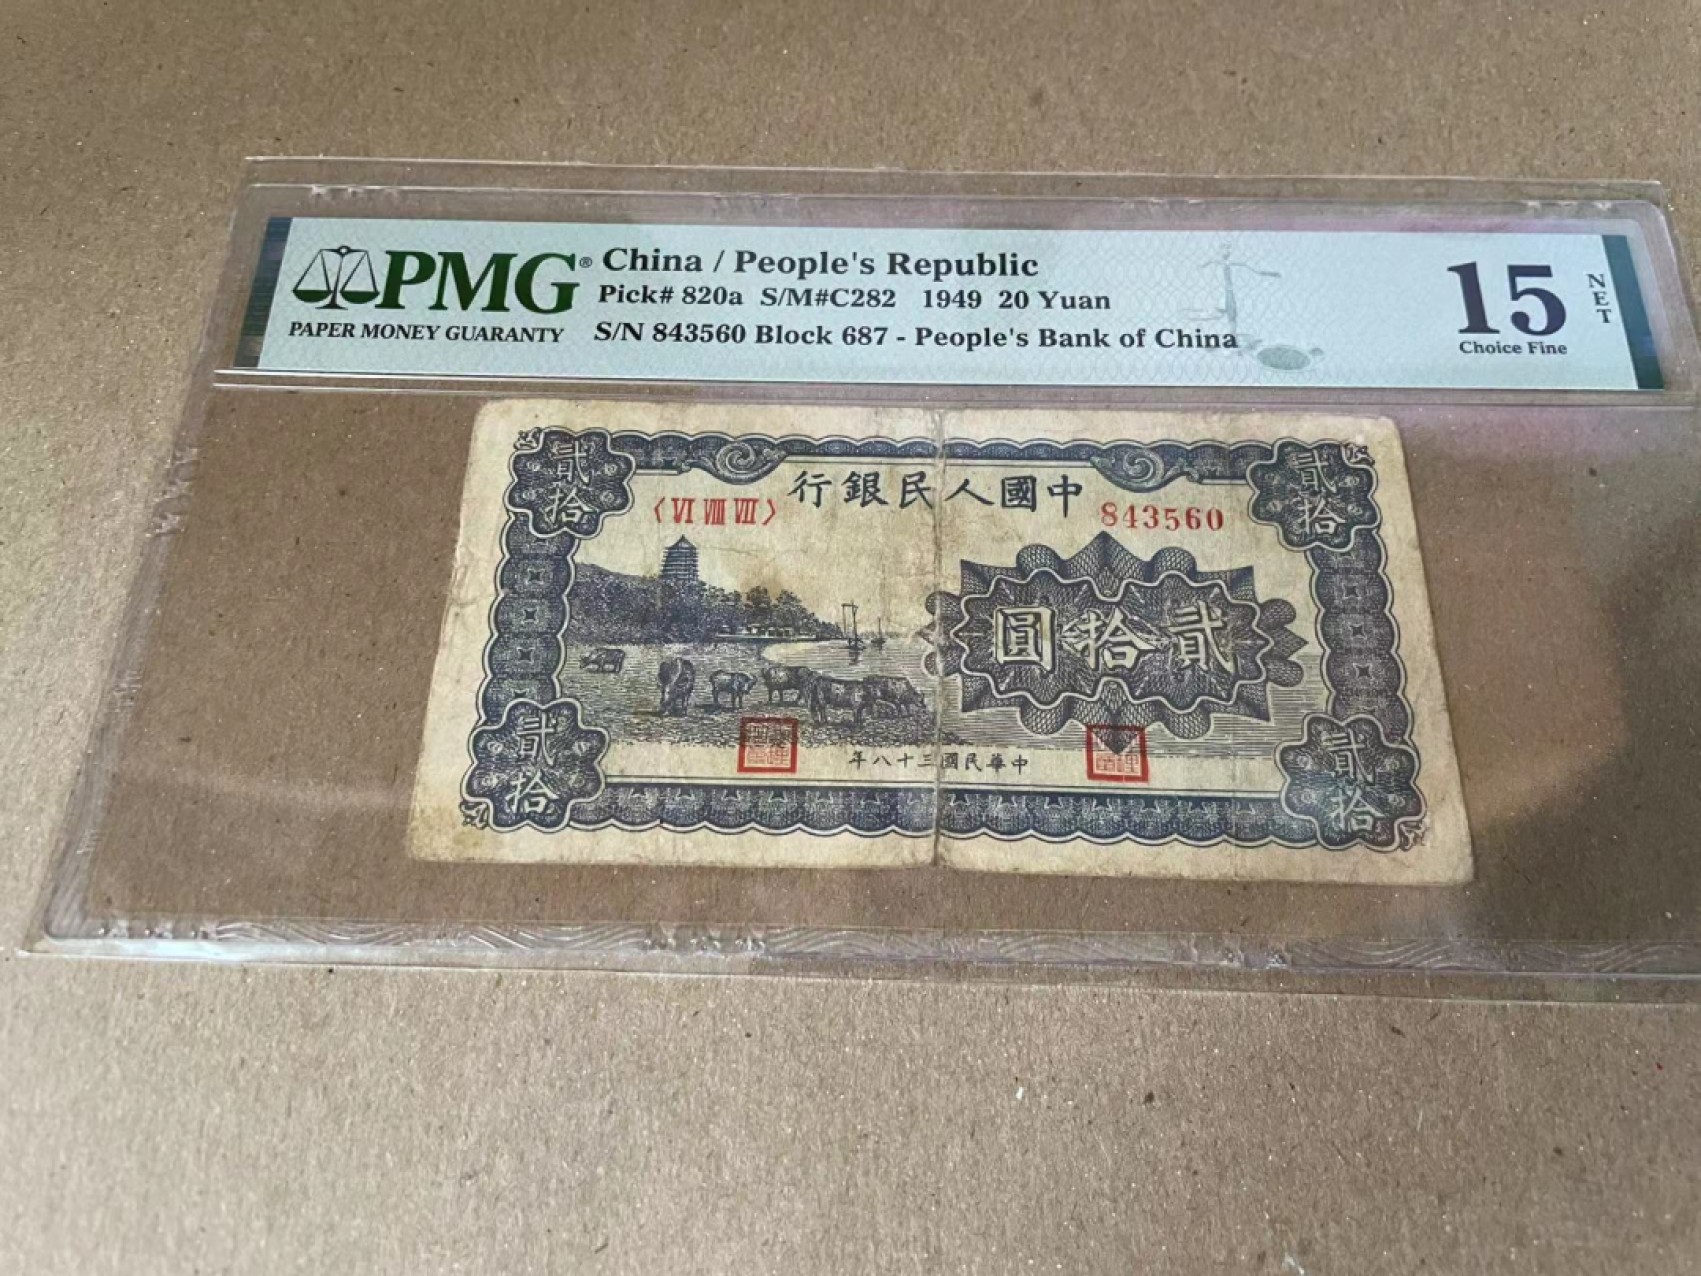 PMG® China / People's Republic
Pick# 820a S/M#C282 1949 20 Yuan
PAPER MONEY GUARANTY S/N 843560 Block 687 - People's Bank of China
15 NET
Choice Fine
行銀民人國中
〈VI VIII VII〉 843560
貳拾
貳拾
圓拾貳
年八十三國民華中
貳拾
貳拾